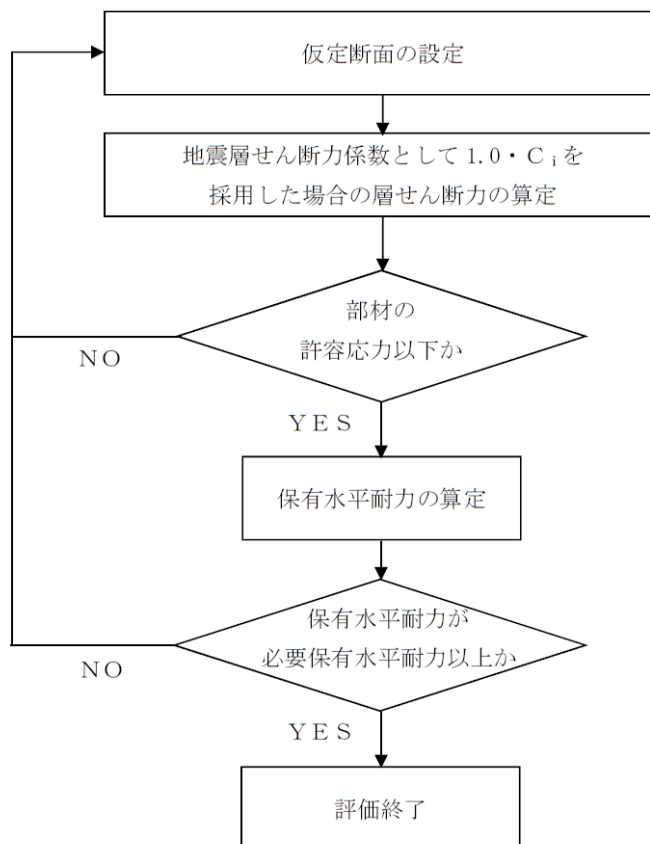 仮定断面の設定
地震層せん断力係数として1.0・Ciを
採用した場合の層せん断力の算定
部材の
許容応力以下か
NO
YES
保有水平耐力の算定
保有水平耐力が
必要保有水平耐力以上か
NO
YES
評価終了